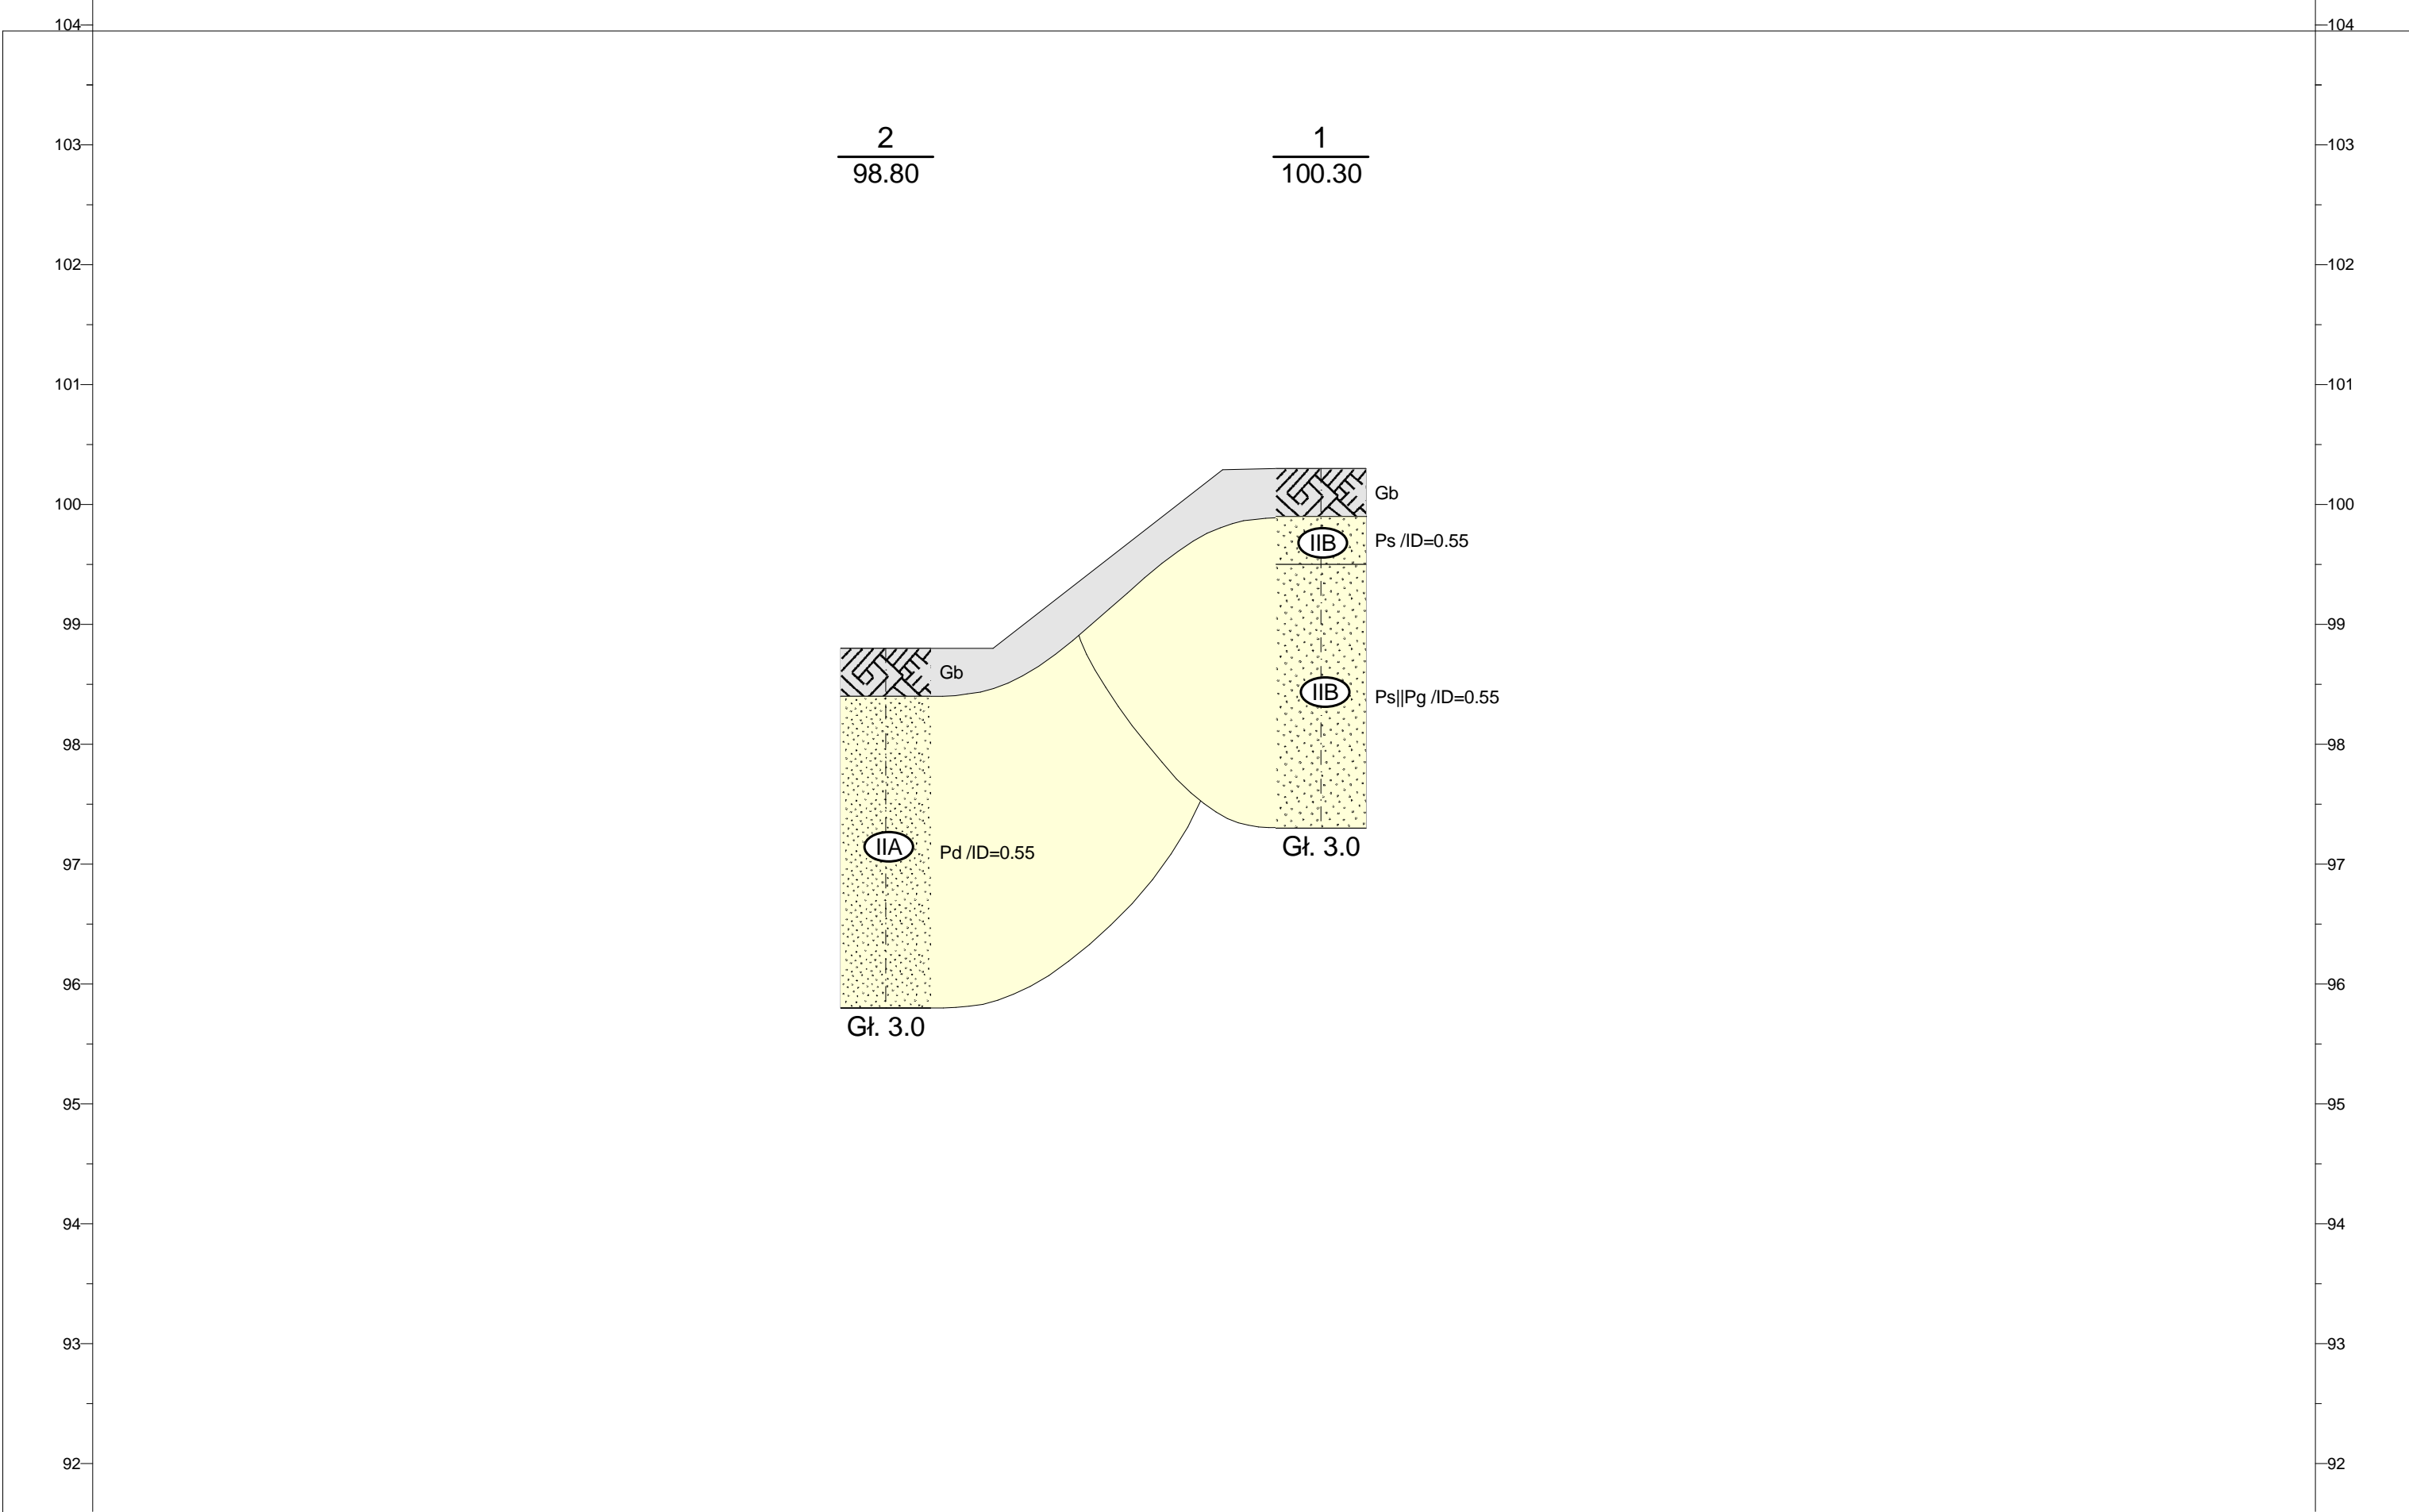 104 104
103 103
102 102
101 101
100 100
99 99
98 98
97 97
96 96
95 95
94 94
93 93
92 92
2
98.80
1
100.30
Gb
IIB Ps /ID=0.55
IIB Ps||Pg /ID=0.55
Gł. 3.0
Gb
IIA Pd /ID=0.55
Gł. 3.0